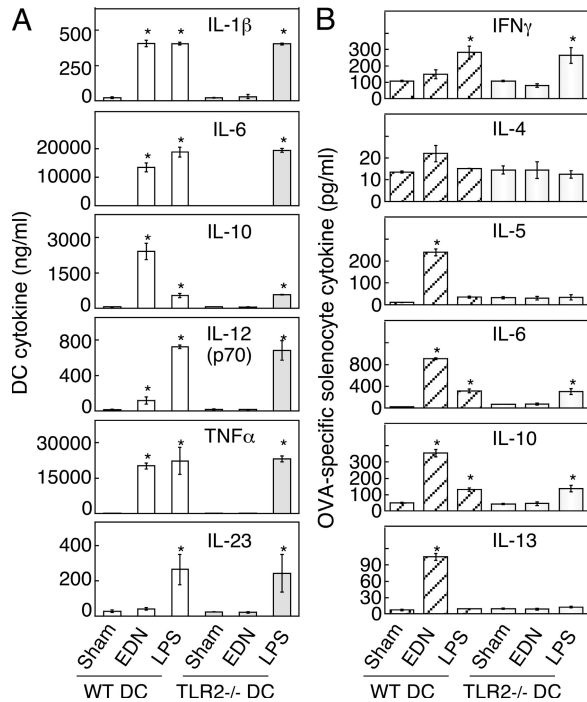 A
B
IL-1β
*
*
*
500
250
0
IL-6
*
*
*
20000
10000
0
IL-10
*
*
*
3000
1500
0
IL-12
(p70)
*
*
*
800
400
0
TNFα
*
*
*
30000
15000
0
IL-23
*
*
400
200
0
DC cytokine (ng/ml)
Sham
EDN
LPS
Sham
EDN
LPS
WT DC
TLR2-/- DC
IFNγ
*
*
300
200
100
0
IL-4
20
10
0
IL-5
*
200
100
0
IL-6
*
*
*
800
400
0
IL-10
*
*
*
300
200
100
0
IL-13
*
90
60
30
0
OVA-specific solenocyte cytokine (pg/ml)
Sham
EDN
LPS
Sham
EDN
LPS
WT DC
TLR2-/- DC